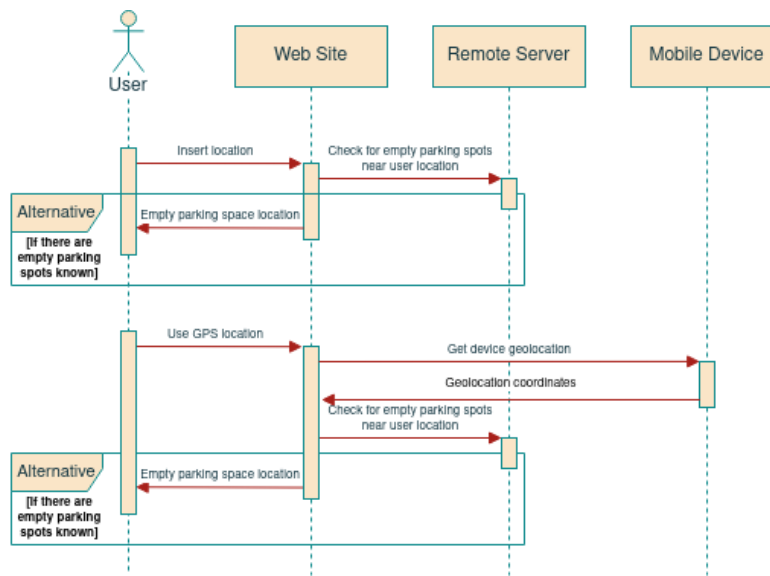 User
Web Site
Remote Server
Mobile Device
Insert location
Check for empty parking spots
near user location
Alternative
Empty parking space location
[If there are
empty parking
spots known]
Use GPS location
Get device geolocation
Geolocation coordinates
Check for empty parking spots
near user location
Alternative
Empty parking space location
[If there are
empty parking
spots known]